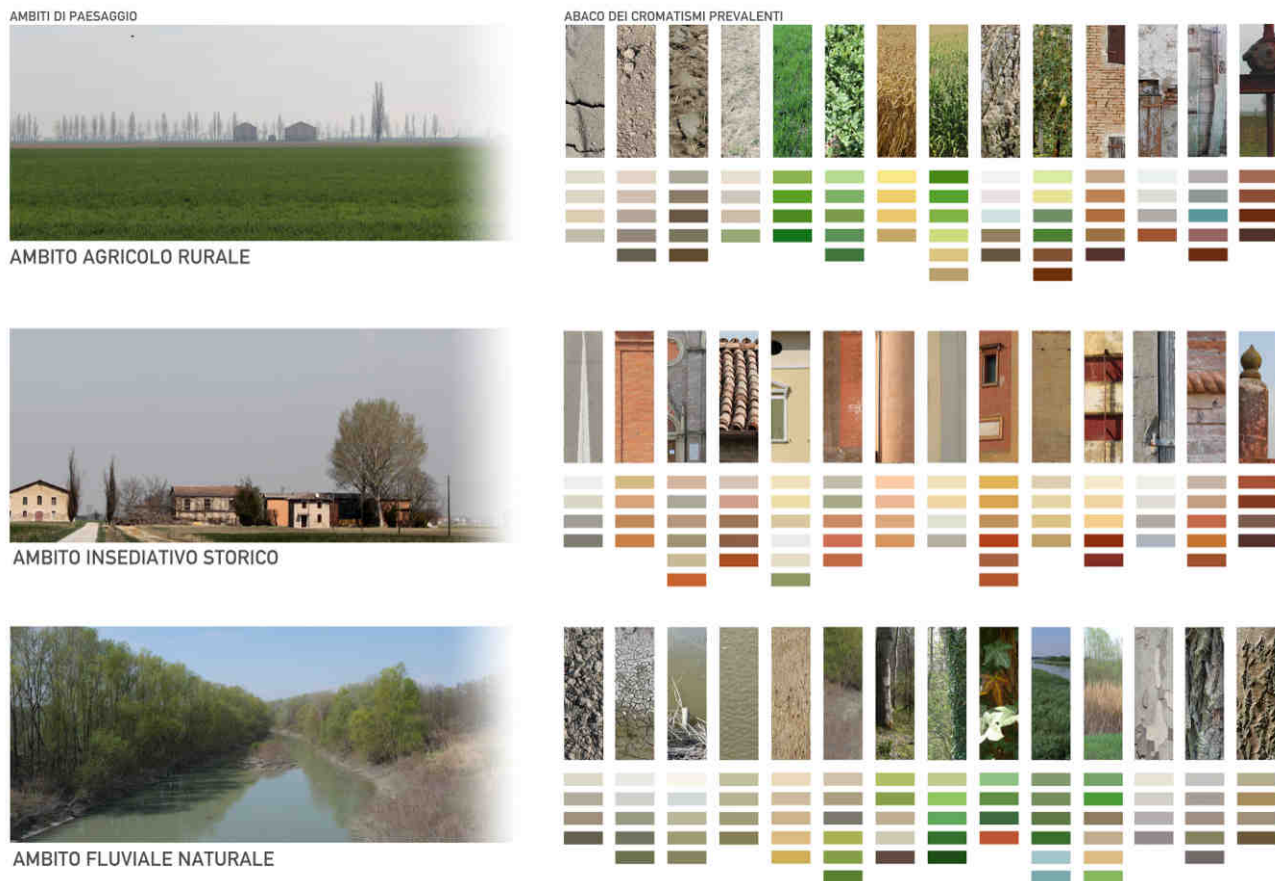 AMBITI DI PAESAGGIO
ABACO DEI CROMATISMI PREVALENTI
AMBITO AGRICOLO RURALE
AMBITO INSEDIATIVO STORICO
AMBITO FLUVIALE NATURALE